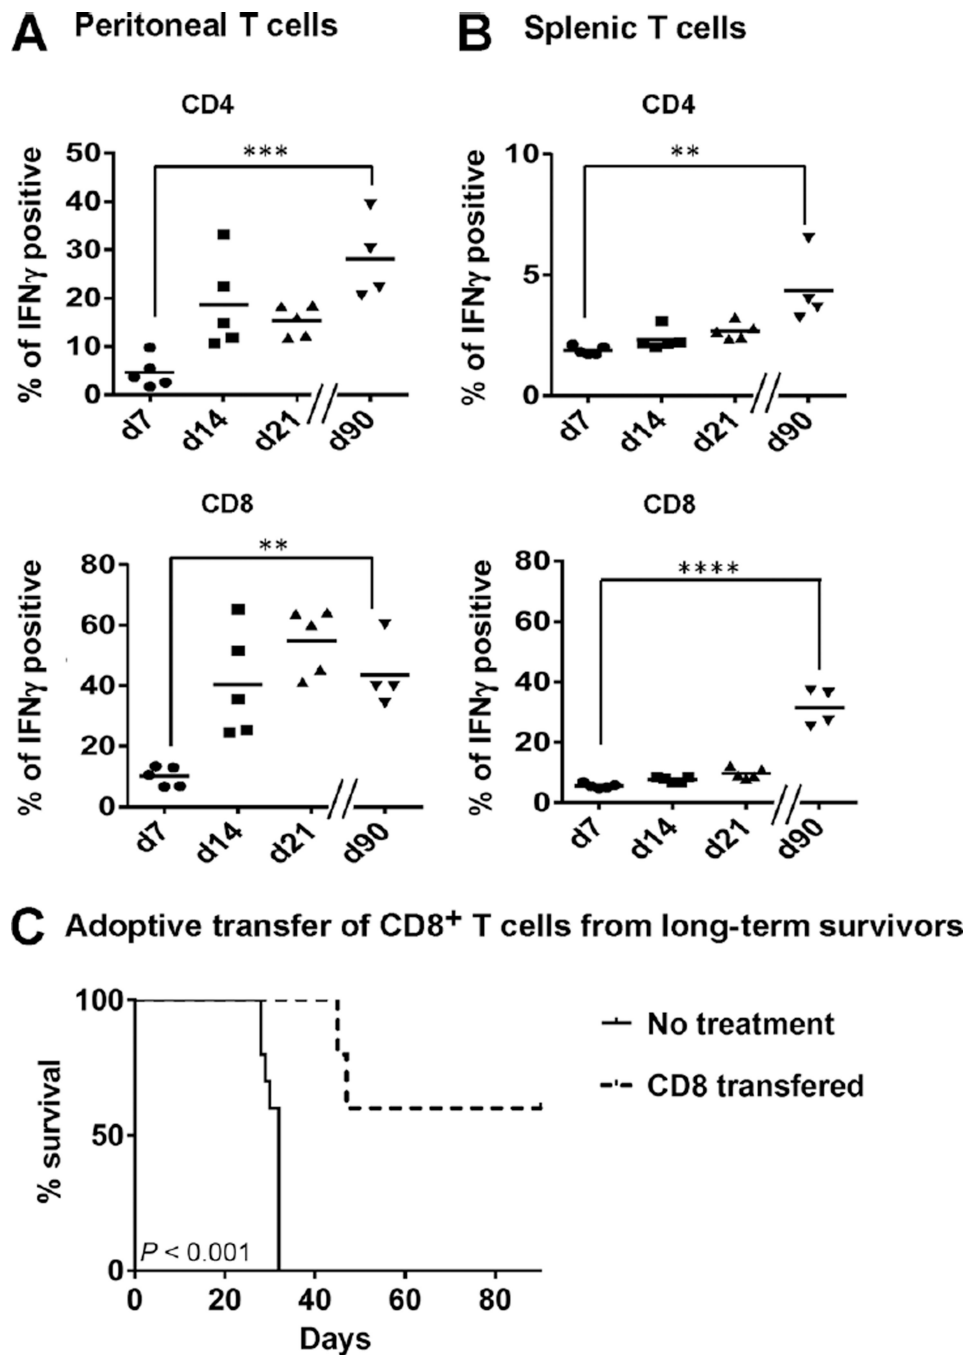 A Peritoneal T cells
B Splenic T cells
CD4
% of IFNγ positive
50
40
30
20
10
0
***
d7
d14
d21
d90
CD4
% of IFNγ positive
10
5
0
**
d7
d14
d21
d90
CD8
% of IFNγ positive
80
60
40
20
0
**
d7
d14
d21
d90
CD8
% of IFNγ positive
80
60
40
20
0
****
d7
d14
d21
d90
C Adoptive transfer of CD8+ T cells from long-term survivors
% survival
100
50
0
P < 0.001
0
20
40
60
80
Days
No treatment
CD8 transfered